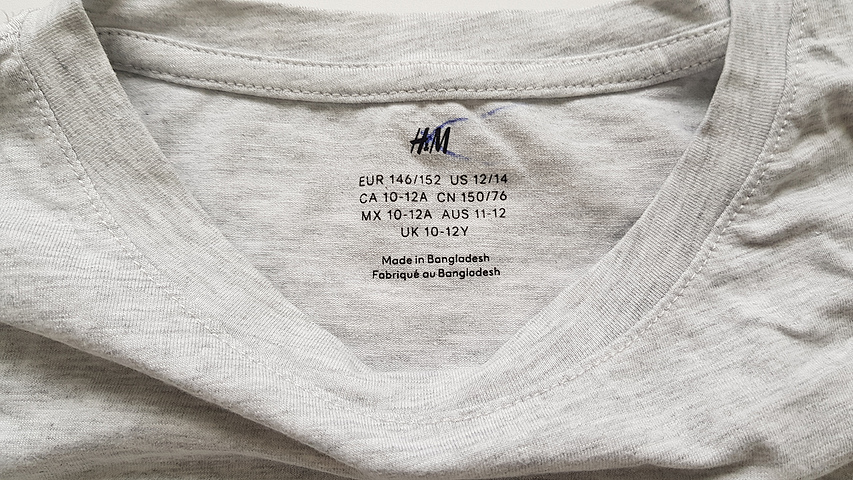 H&M
EUR 146/152 US 12/14
CA 10-12A CN 150/76
MX 10-12A AUS 11-12
UK 10-12Y
Made in Bangladesh
Fabriqué au Bangladesh